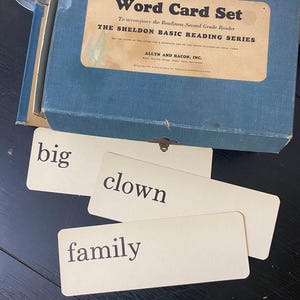 Word Card Set
To accompany the Readiness Second Grade Reader
THE SHELDON BASIC READING SERIES
ALLYN AND BACON, INC.
big
clown
family